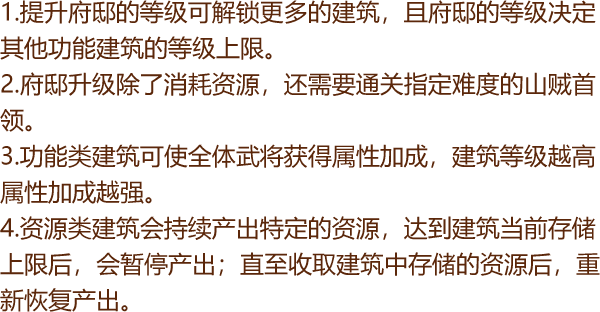 1.提升府邸的等级可解锁更多的建筑，且府邸的等级决定
其他功能建筑的等级上限。
2.府邸升级除了消耗资源，还需要通关指定难度的山贼首
领。
3.功能类建筑可使全体武将获得属性加成，建筑等级越高
属性加成越强。
4.资源类建筑会持续产出特定的资源，达到建筑当前存储
上限后，会暂停产出；直至收取建筑中存储的资源后，重
新恢复产出。